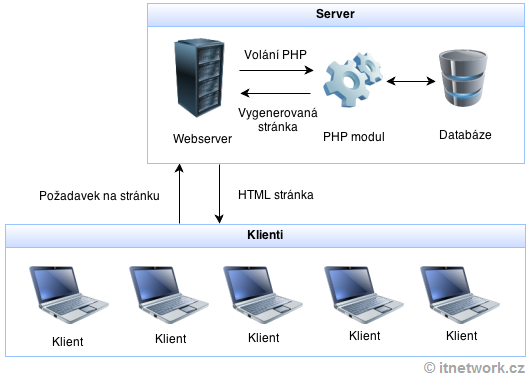 Server
Volání PHP
Vygenerovaná
stránka
Webserver
PHP modul
Databáze
Požadavek na stránku
HTML stránka
Klienti
Klient
Klient
Klient
Klient
Klient
© itnetwork.cz